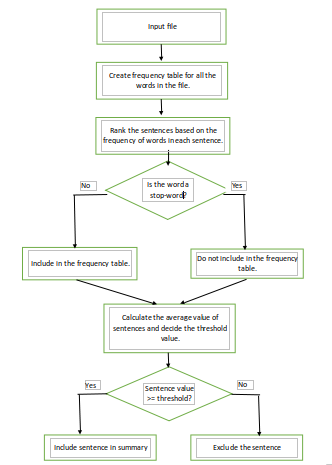 Input file
Create frequency table for all the
words in the file.
Rank the sentences based on the
frequency of words in each sentence.
Is the word a
stop-word?
No
Yes
Include in the frequency table.
Do not include in the frequency
table.
Calculate the average value of
sentences and decide the threshold
value.
Sentence value
>= threshold?
Yes
No
Include sentence in summary
Exclude the sentence